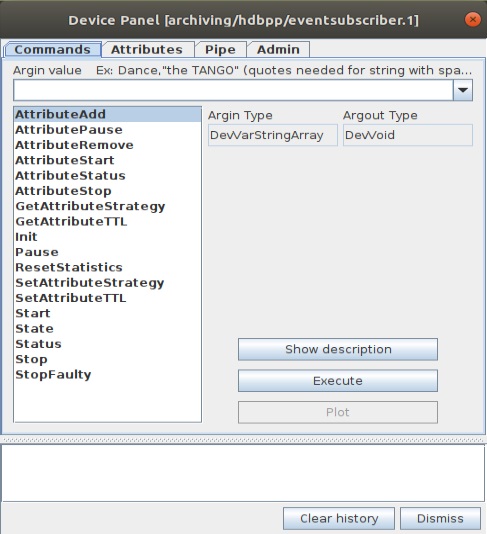 Device Panel [archiving/hdbpp/eventsubscriber.1]
Commands Attributes Pipe Admin
Argin value Ex: Dance,"the TANGO" (quotes needed for string with spa...
AttributeAdd
AttributePause
AttributeRemove
AttributeStart
AttributeStatus
AttributeStop
GetAttributeStrategy
GetAttributeTTL
Init
Pause
ResetStatistics
SetAttributeStrategy
SetAttributeTTL
Start
State
Status
Stop
StopFaulty
Argin Type Argout Type
DevVarStringArray DevVoid
Show description
Execute
Plot
Clear history Dismiss